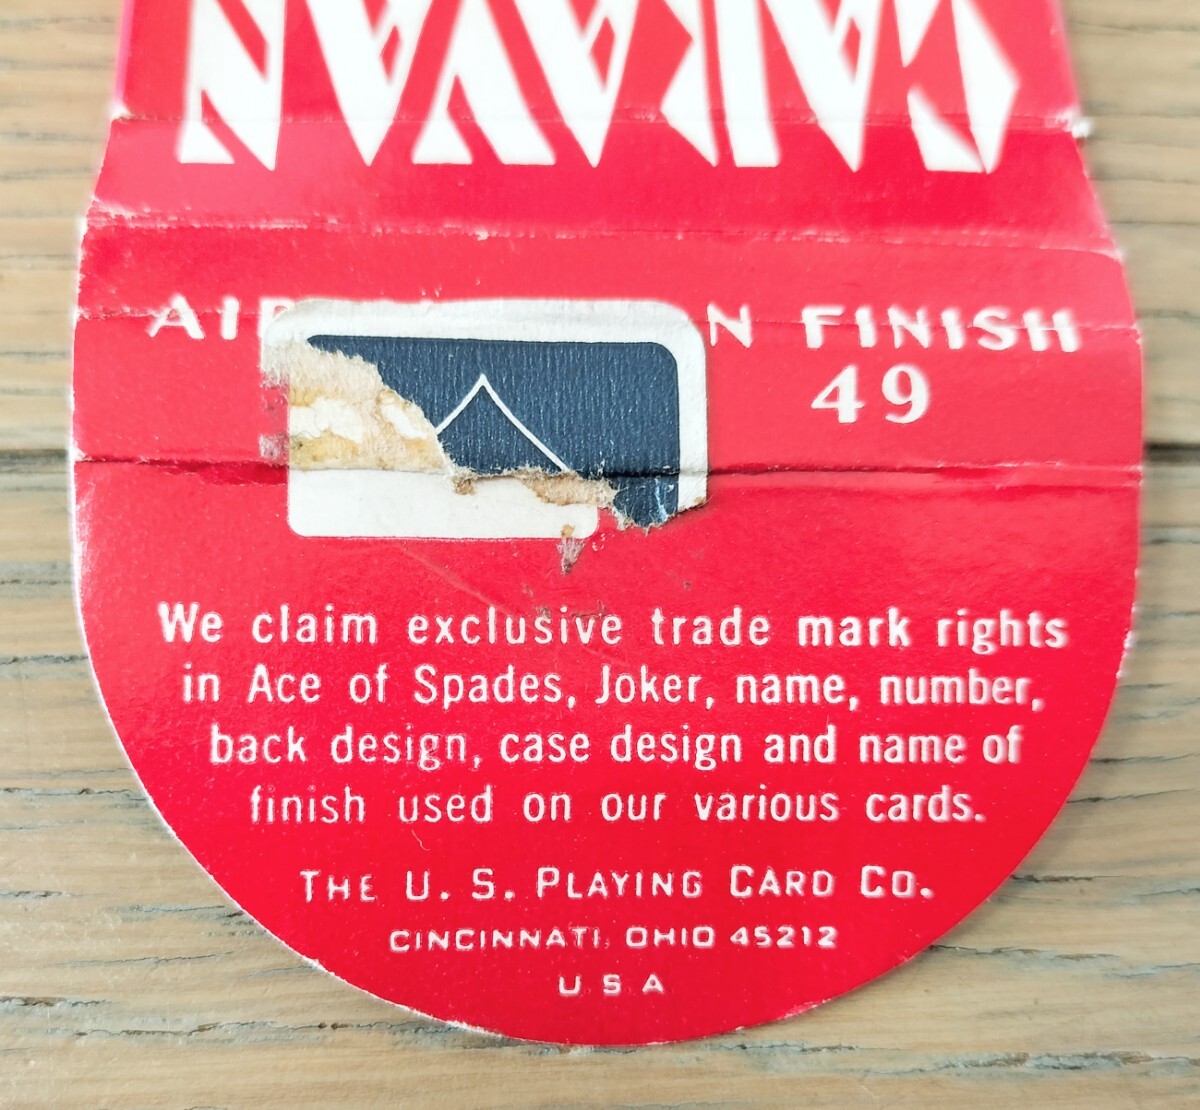 CARAVAN
AI N FINISH
49
We claim exclusive trade mark rights
in Ace of Spades, Joker, name, number,
back design, case design and name of
finish used on our various cards.
THE U. S. PLAYING CARD CO.
CINCINNATI, OHIO 45212
U S A